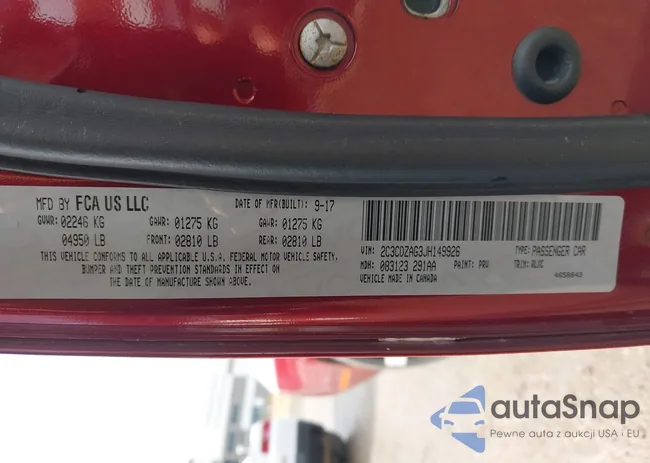 MFD BY FCA US LLC DATE OF MFR(BUILT): 9-17
GVWR: 02246 KG GAWR: 01275 KG GAWR: 01275 KG
04950 LB FRONT: 02810 LB REAR: 02810 LB
THIS VEHICLE CONFORMS TO ALL APPLICABLE U.S.A. FEDERAL MOTOR VEHICLE SAFETY,
BUMPER AND THEFT PREVENTION STANDARDS IN EFFECT ON
THE DATE OF MANUFACTURE SHOWN ABOVE.
VIN: 2C3CDZAG3JH149926 TYPE: PASSENGER CAR
MDH: 083123 291AA PAINT: PRV TRIM: RLUC
VEHICLE MADE IN CANADA 4658043
autaSnap
Pewne auta z aukcji USA i EU